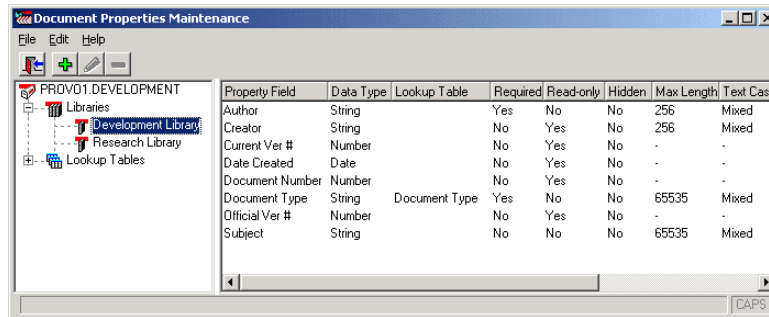 Document Properties Maintenance
File Edit Help
PROVO1.DEVELOPMENT
Libraries
Development Library
Research Library
Lookup Tables
Property Field Data Type Lookup Table Required Read-only Hidden Max Length Text Cas
Author String Yes No No 256 Mixed
Creator String No Yes No 256 Mixed
Current Ver # Number No Yes No - -
Date Created Date No Yes No - -
Document Number Number No Yes No - -
Document Type String Document Type Yes No No 65535 Mixed
Official Ver # Number No Yes No - -
Subject String No No No 65535 Mixed
CAPS